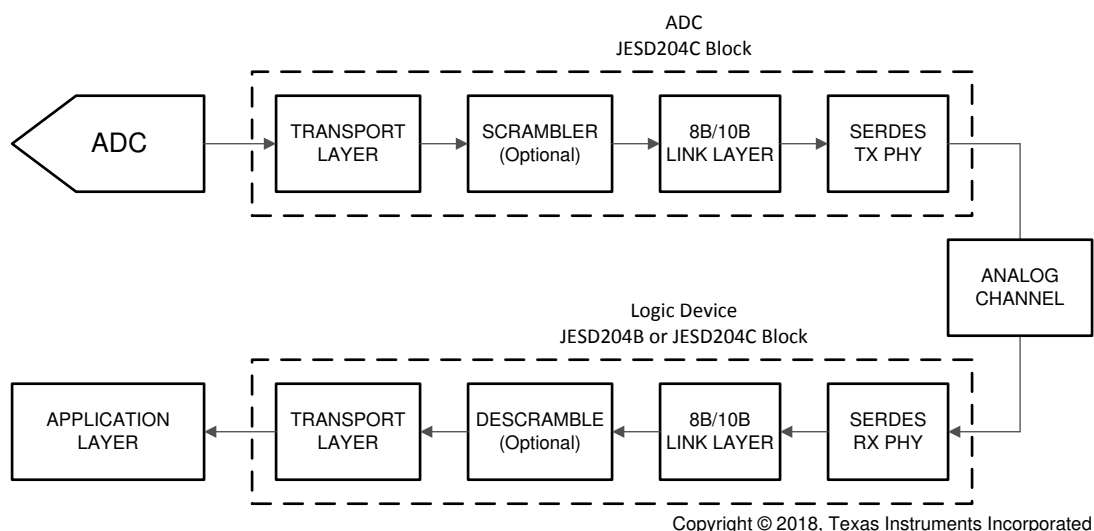 ADC
JESD204C Block
ADC
TRANSPORT
LAYER
SCRAMBLER
(Optional)
8B/10B
LINK LAYER
SERDES
TX PHY
ANALOG
CHANNEL
Logic Device
JESD204B or JESD204C Block
APPLICATION
LAYER
TRANSPORT
LAYER
DESCRAMBLE
(Optional)
8B/10B
LINK LAYER
SERDES
RX PHY
Copyright © 2018, Texas Instruments Incorporated